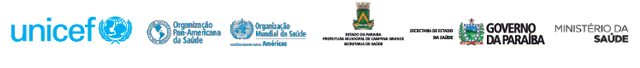 unicef
Organização
Pan-Americana
da Saúde
Organização
Mundial da Saúde
Américas
ESTADO DA PARAÍBA
PREFEITURA MUNICIPAL DE CAMPINA GRANDE
SECRETARIA DE SAÚDE
SECRETARIA DE ESTADO
DA SAÚDE
GOVERNO
DA PARAÍBA
MINISTÉRIO DA
SAÚDE